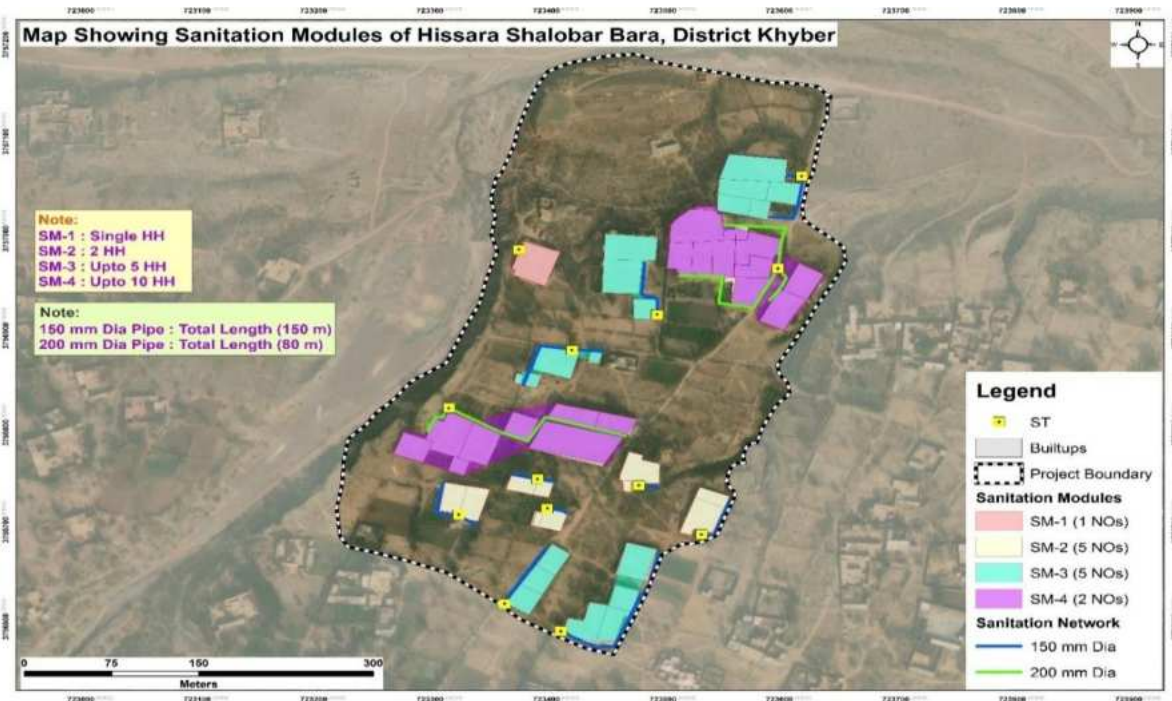 Map Showing Sanitation Modules of Hissara Shalobar Bara, District Khyber
N
Note:
SM-1 : Single HH
SM-2 : 2 HH
SM-3 : Upto 5 HH
SM-4 : Upto 10 HH
Note:
150 mm Dia Pipe : Total Length (150 m)
200 mm Dia Pipe : Total Length (80 m)
Legend
ST
Builtups
Project Boundary
Sanitation Modules
SM-1 (1 NOs)
SM-2 (5 NOs)
SM-3 (5 NOs)
SM-4 (2 NOs)
Sanitation Network
150 mm Dia
200 mm Dia
0 75 150 300
Meters